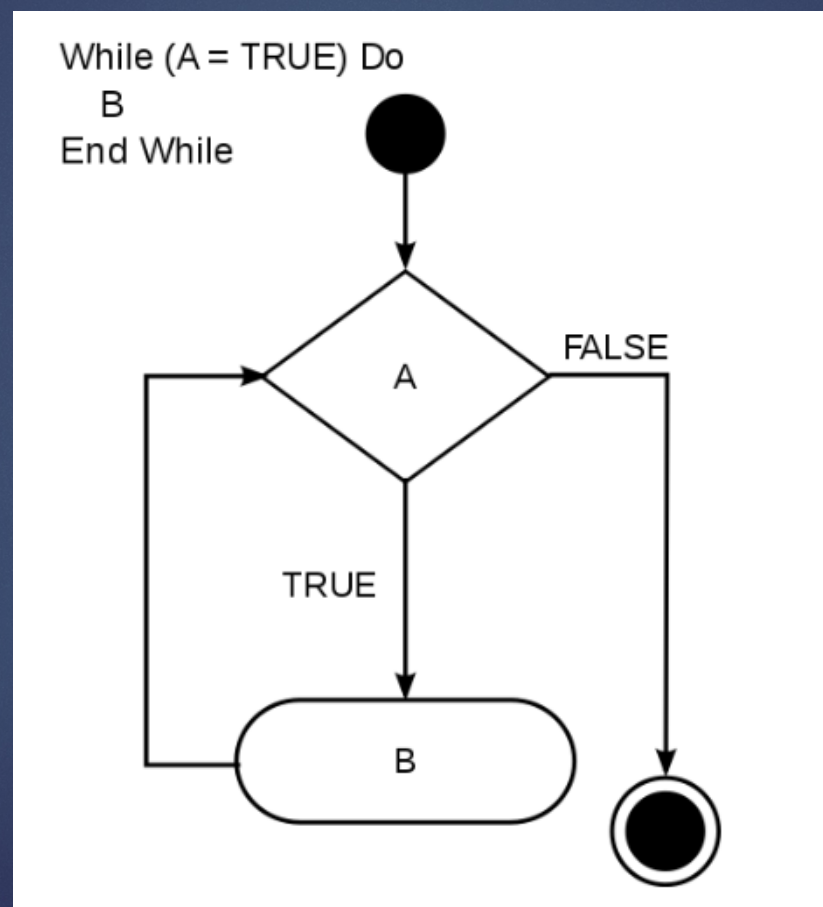 While (A = TRUE) Do
B
End While
A
FALSE
TRUE
B